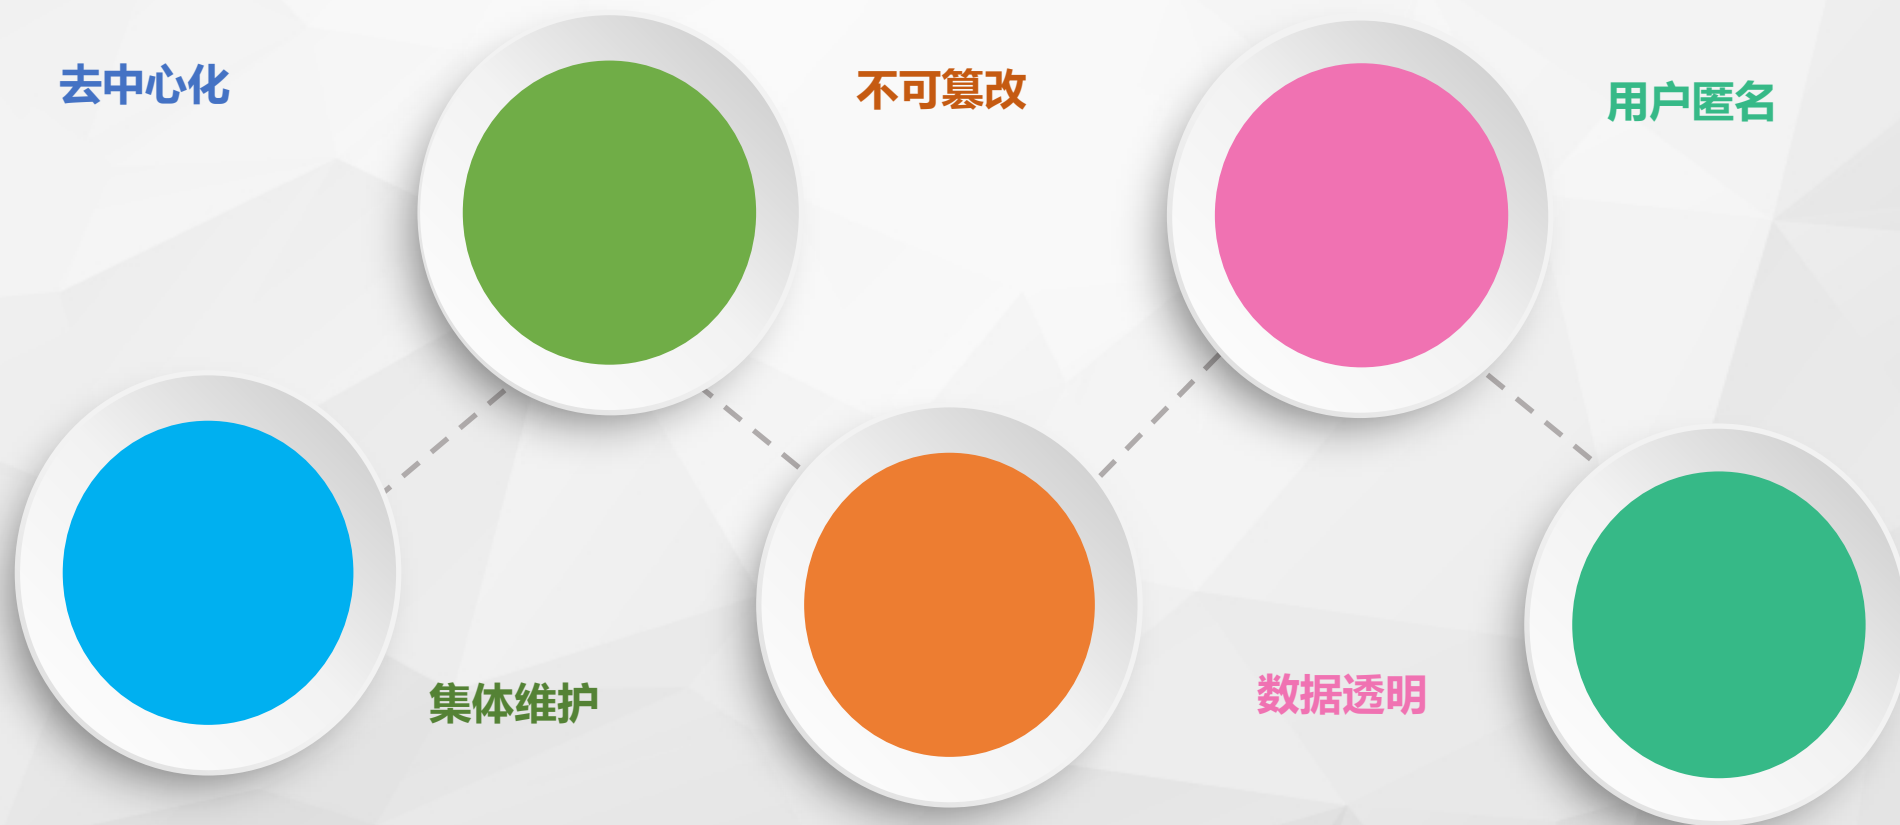 去中心化
集体维护
不可篡改
数据透明
用户匿名